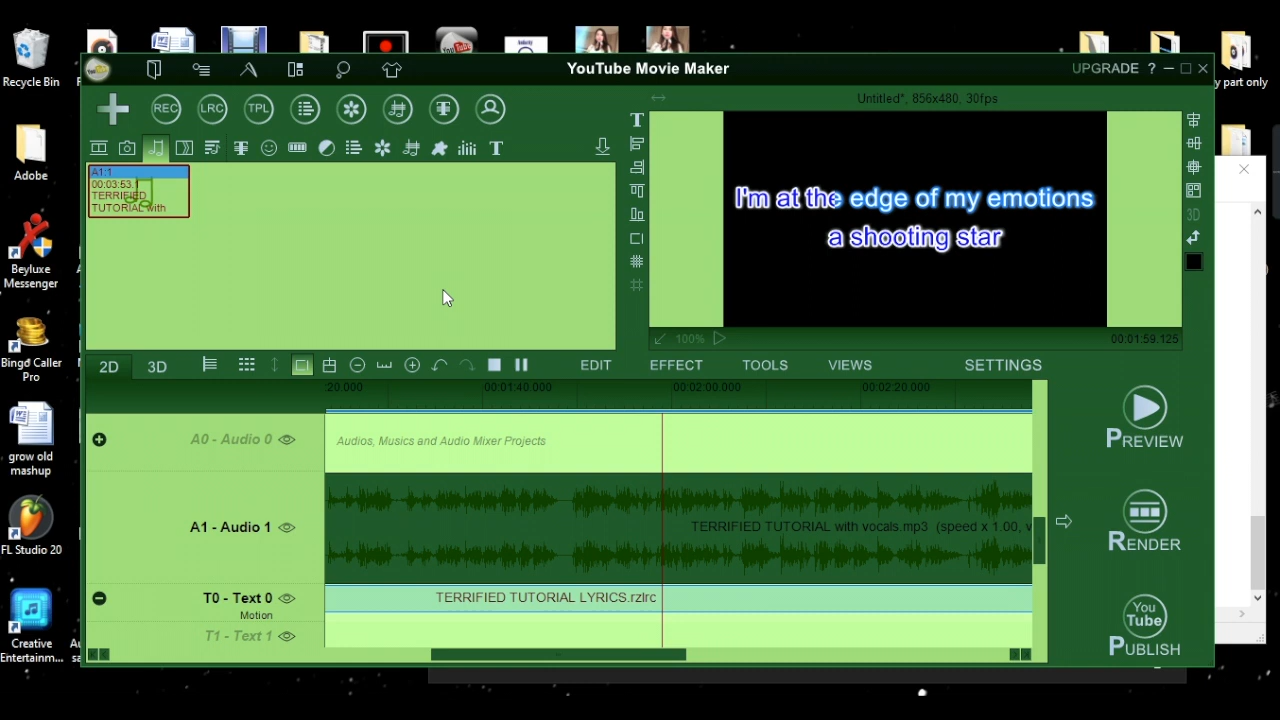 Recycle Bin
Adobe
Beyluxe
Messenger
Bingd Caller
Pro
grow old
mashup
FL Studio 20
Creative
Entertainm...
y part only
YouTube Movie Maker
UPGRADE ?
REC
LRC
TPL
A1:1
00:03:53.1
TERRIFIED
TUTORIAL with
T
T
Untitled*, 856x480, 30fps
3D
I'm at the edge of my emotions
a shooting star
100%
00:01:59.125
2D
3D
EDIT
EFFECT
TOOLS
VIEWS
SETTINGS
:20.000
00:01:40.000
00:02:00.000
00:02:20.000
A0 - Audio 0
Audios, Musics and Audio Mixer Projects
A1 - Audio 1
TERRIFIED TUTORIAL with vocals.mp3 (speed x 1.00, v
T0 - Text 0
Motion
TERRIFIED TUTORIAL LYRICS.rzlrc
T1 - Text 1
PREVIEW
RENDER
You
Tube
PUBLISH